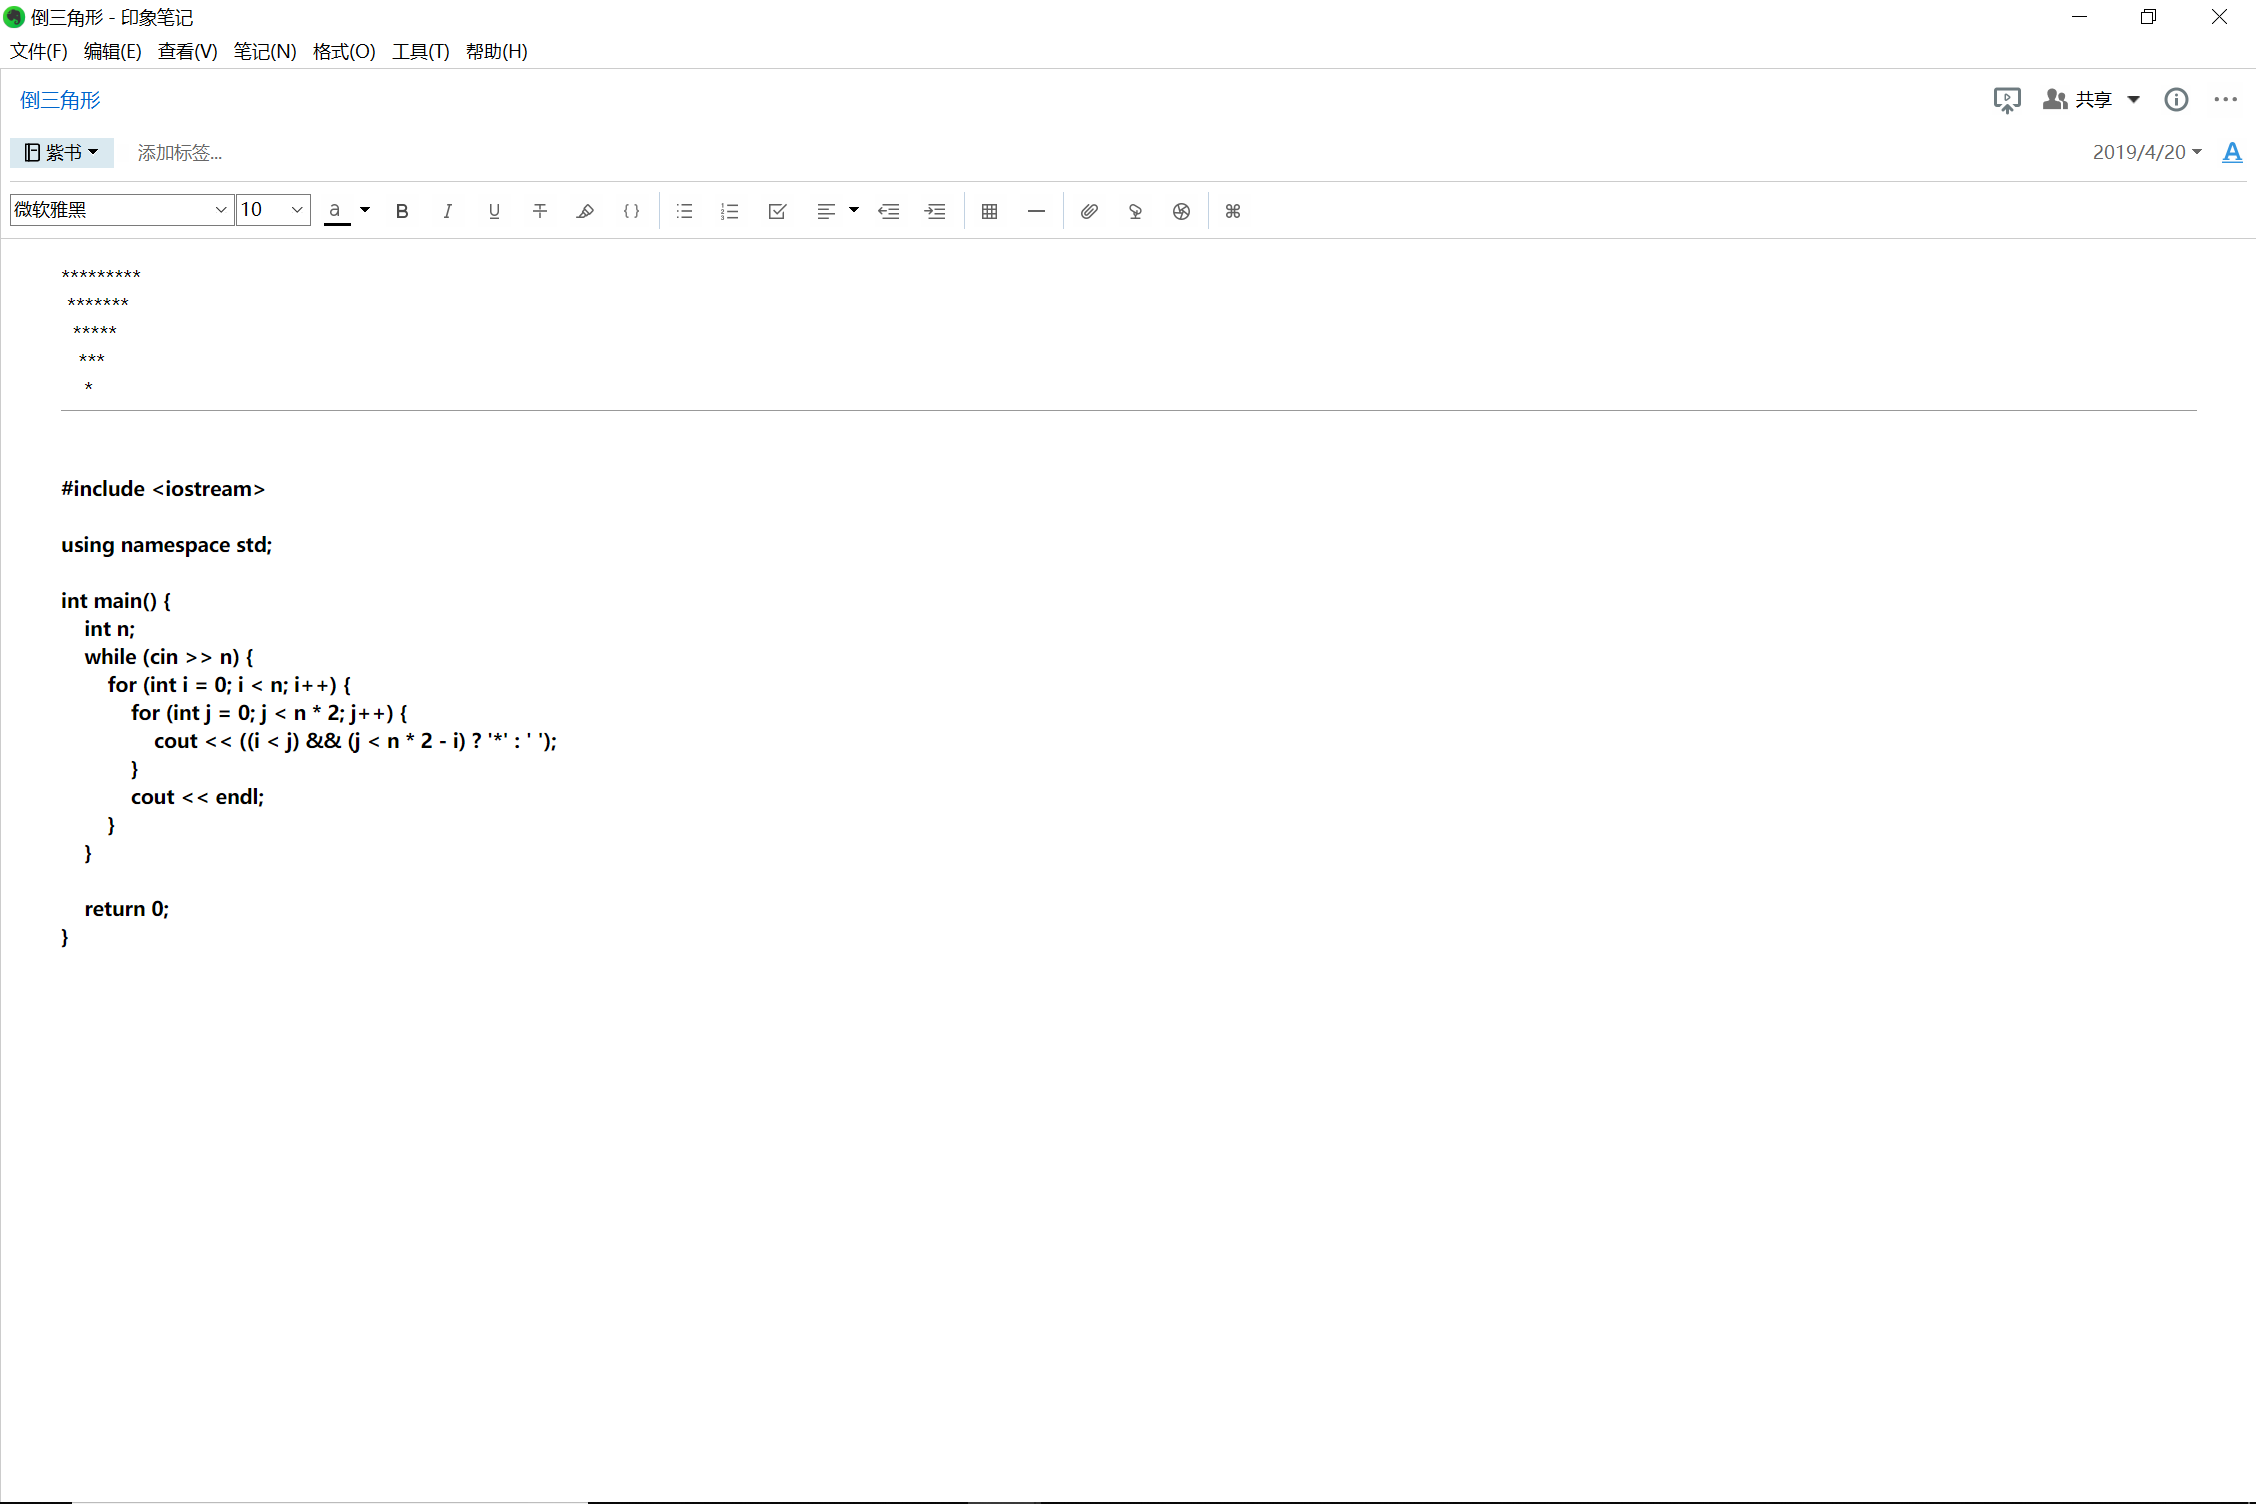 倒三角形 - 印象笔记
文件(F) 编辑(E) 查看(V) 笔记(N) 格式(O) 工具(T) 帮助(H)
倒三角形 共享
紫书 添加标签... 2019/4/20 A
微软雅黑 10 a B I U T {}
*********
 *******
  *****
   ***
    *
#include <iostream>
using namespace std;
int main() {
    int n;
    while (cin >> n) {
        for (int i = 0; i < n; i++) {
            for (int j = 0; j < n * 2; j++) {
                cout << ((i < j) && (j < n * 2 - i) ? '*' : ' ');
            }
            cout << endl;
        }
    }
    return 0;
}